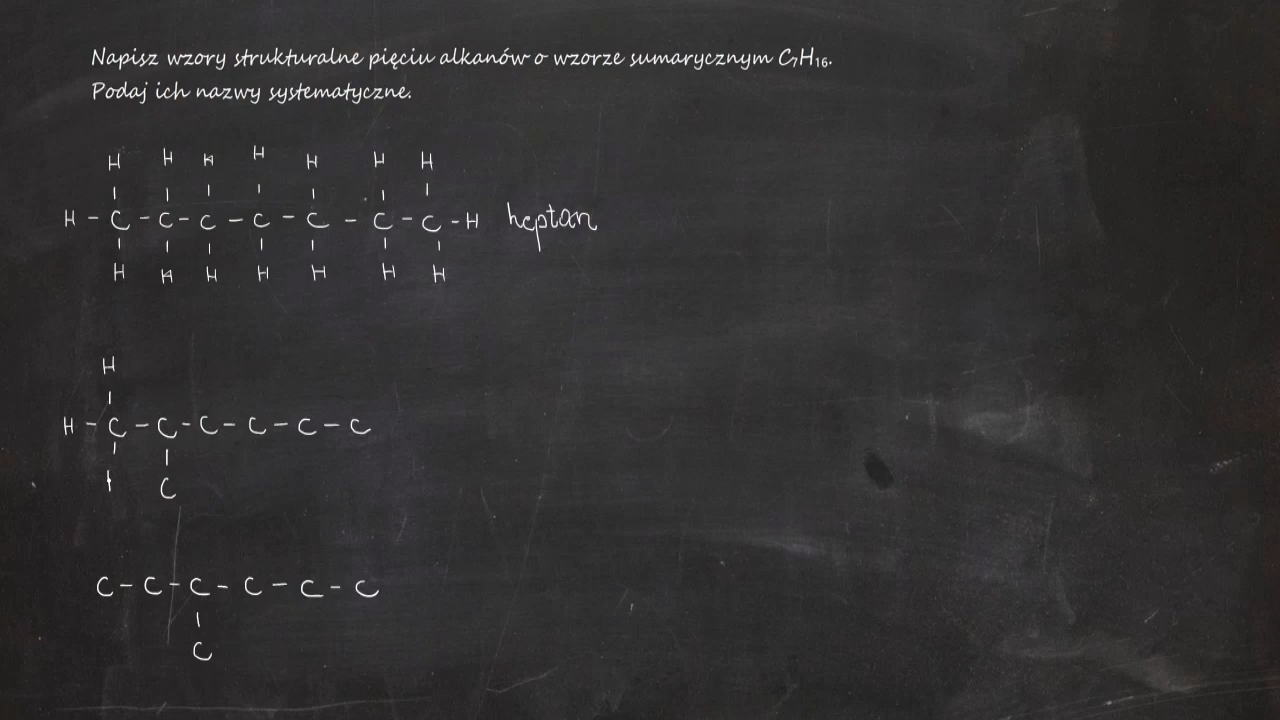 Napisz wzory strukturalne pięciu alkanów o wzorze sumarycznym C₇H₁₆.
Podaj ich nazwy systematyczne.
H H H H H H H
| | | | | | |
H - C - C - C - C - C - C - C - H heptan
| | | | | | |
H H H H H H H
H
|
H - C - C - C - C - C - C
| |
C
C - C - C - C - C - C
|
C